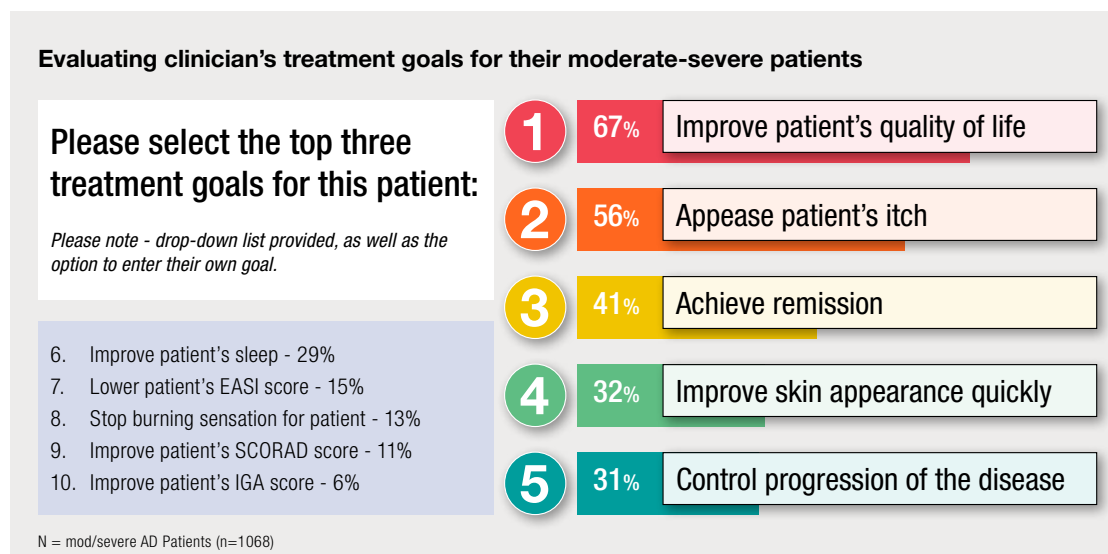 Evaluating clinician's treatment goals for their moderate-severe patients
Please select the top three
treatment goals for this patient:
Please note - drop-down list provided, as well as the
option to enter their own goal.
1 67% Improve patient's quality of life
2 56% Appease patient's itch
3 41% Achieve remission
4 32% Improve skin appearance quickly
5 31% Control progression of the disease
6. Improve patient's sleep - 29%
7. Lower patient's EASI score - 15%
8. Stop burning sensation for patient - 13%
9. Improve patient's SCORAD score - 11%
10. Improve patient's IGA score - 6%
N = mod/severe AD Patients (n=1068)